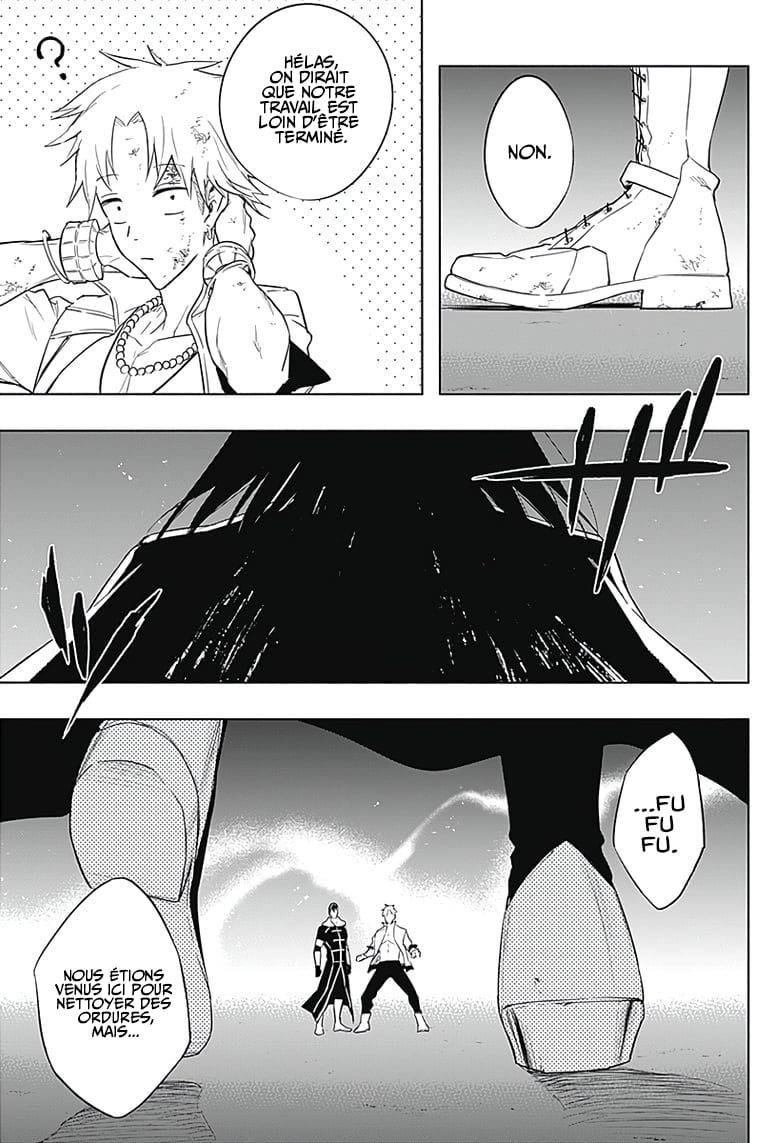 NON.
HÉLAS,
ON DIRAIT
QUE NOTRE
TRAVAIL EST
LOIN D'ÊTRE
TERMINÉ.
?
...FU
FU
FU.
NOUS ÉTIONS
VENUS ICI POUR
NETTOYER DES
ORDURES,
MAIS...